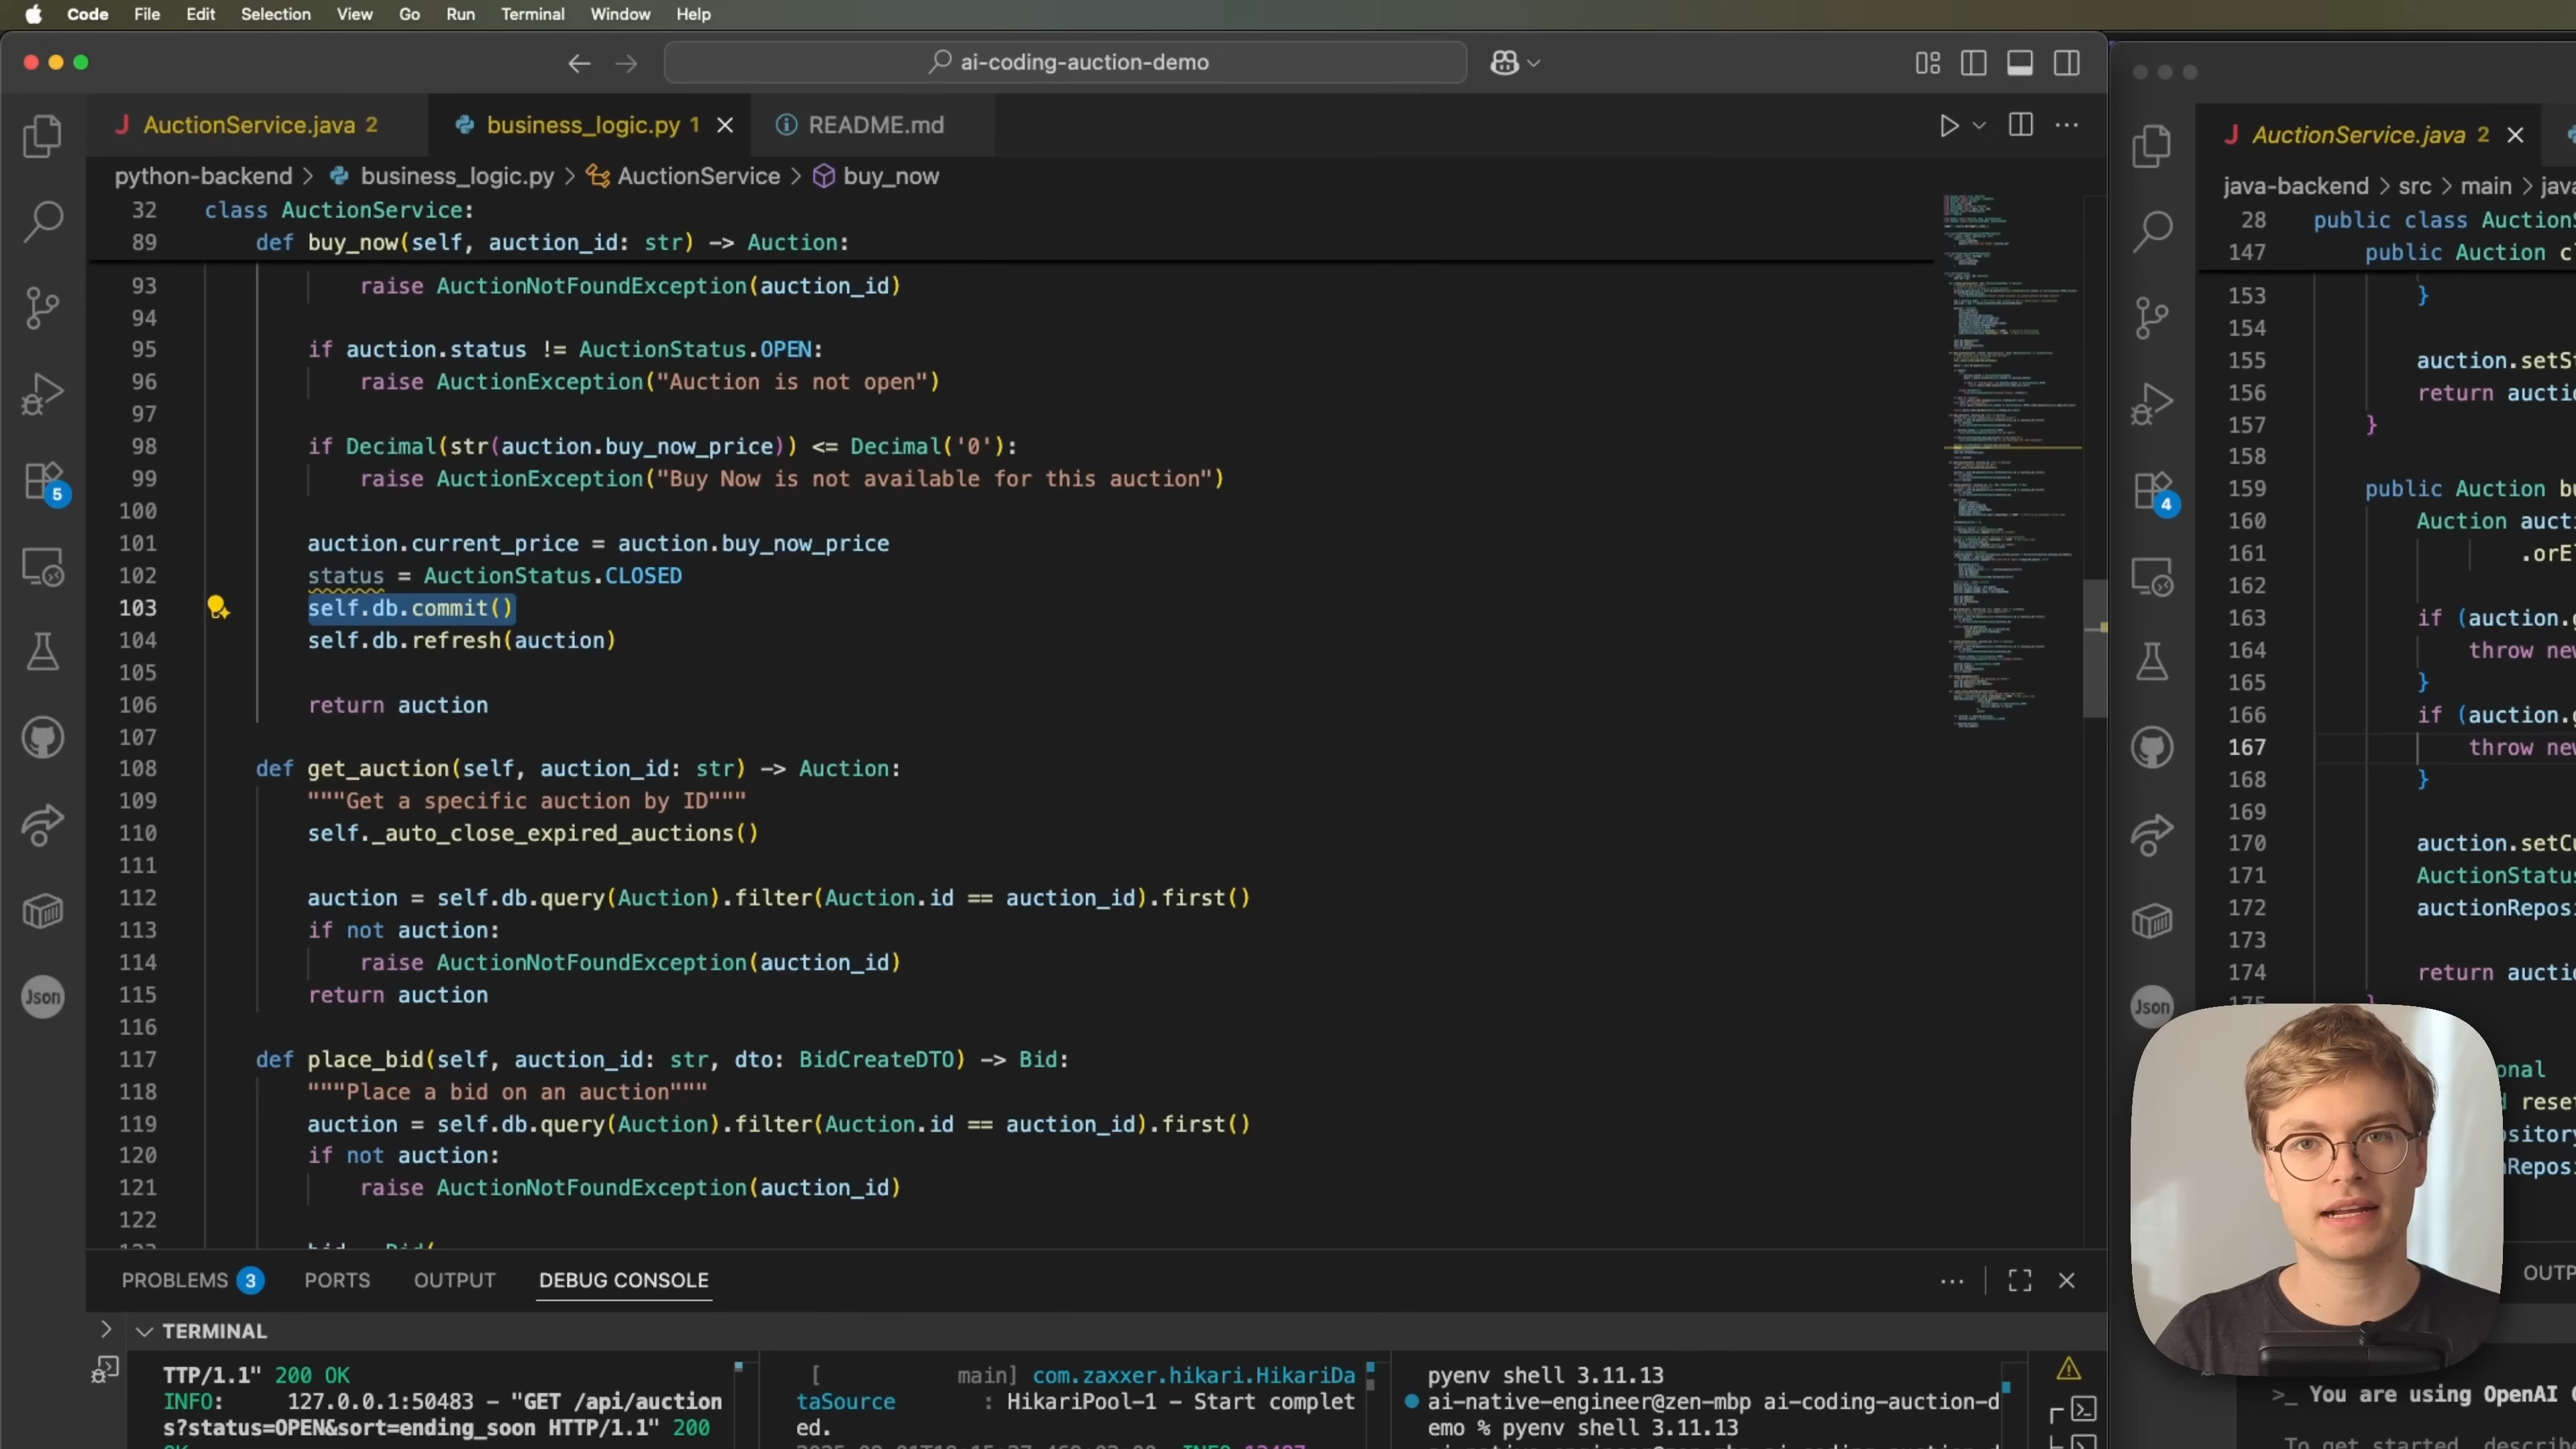 Code File Edit Selection View Go Run Terminal Window Help
ai-coding-auction-demo
AuctionService.java 2
business_logic.py 1
README.md
python-backend > business_logic.py > AuctionService > buy_now
32 class AuctionService:
89 def buy_now(self, auction_id: str) -> Auction:
93 raise AuctionNotFoundException(auction_id)
94
95 if auction.status != AuctionStatus.OPEN:
96 raise AuctionException("Auction is not open")
97
98 if Decimal(str(auction.buy_now_price)) <= Decimal('0'):
99 raise AuctionException("Buy Now is not available for this auction")
100
101 auction.current_price = auction.buy_now_price
102 status = AuctionStatus.CLOSED
103 self.db.commit()
104 self.db.refresh(auction)
105
106 return auction
107
108 def get_auction(self, auction_id: str) -> Auction:
109 """Get a specific auction by ID"""
110 self._auto_close_expired_auctions()
111
112 auction = self.db.query(Auction).filter(Auction.id == auction_id).first()
113 if not auction:
114 raise AuctionNotFoundException(auction_id)
115 return auction
116
117 def place_bid(self, auction_id: str, dto: BidCreateDTO) -> Bid:
118 """Place a bid on an auction"""
119 auction = self.db.query(Auction).filter(Auction.id == auction_id).first()
120 if not auction:
121 raise AuctionNotFoundException(auction_id)
122
5
Json
PROBLEMS 3 PORTS OUTPUT DEBUG CONSOLE
TERMINAL
TTP/1.1" 200 OK
INFO: 127.0.0.1:50483 - "GET /api/auction
s?status=OPEN&sort=ending_soon HTTP/1.1" 200
[ main] com.zaxxer.hikari.HikariDa
taSource : HikariPool-1 - Start complet
ed.
pyenv shell 3.11.13
ai-native-engineer@zen-mbp ai-coding-auction-d
emo % pyenv shell 3.11.13
AuctionService.java 2
java-backend > src > main > jav
28 public class AuctionS
147 public Auction c
153 }
154
155 auction.setS
156 return aucti
157 }
158
159 public Auction b
160 Auction aucti
161 .orE
162
163 if (auction.g
164 throw new
165 }
166 if (auction.g
167 throw new
168 }
169
170 auction.setC
171 AuctionStatus
172 auctionRepos
173
174 return aucti
175 }
4
Json
onal
reset
ository
nRepos
OUTP
>_ You are using OpenAI